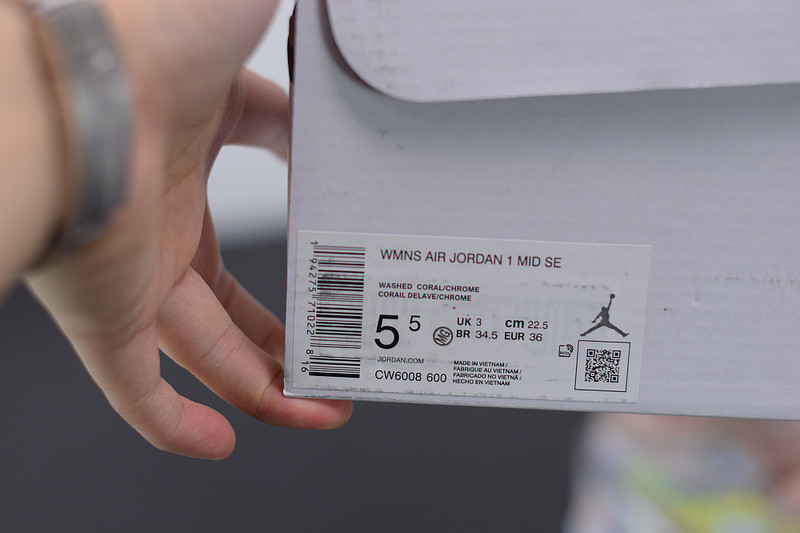 WMNS AIR JORDAN 1 MID SE
WASHED CORAL/CHROME
CORAIL DELAVE/CHROME
5 5
UK 3 cm 22.5
BR 34.5 EUR 36
JORDAN.COM
CW6008 600
MADE IN VIETNAM /
FABRIQUE AU VIETNAM /
FABRICADO NO VIETNÃ /
HECHO EN VIETNAM
1 94275 71022 8 16